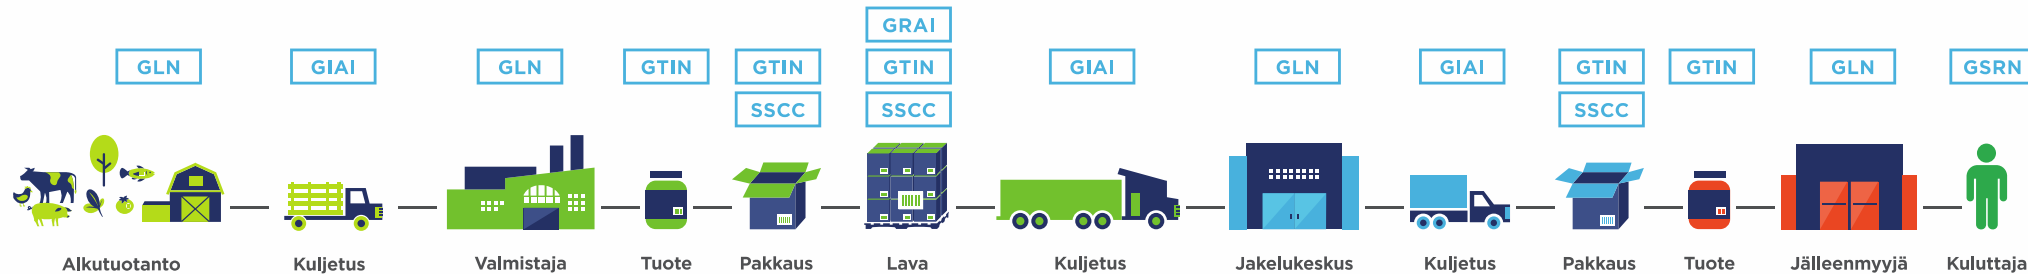 GRAI
GLN GIAI GLN GTIN GTIN GTIN GIAI GLN GIAI GTIN GTIN GLN GSRN
SSCC SSCC SSCC
Alkutuotanto Kuljetus Valmistaja Tuote Pakkaus Lava Kuljetus Jakelukeskus Kuljetus Pakkaus Tuote Jälleenmyyjä Kuluttaja